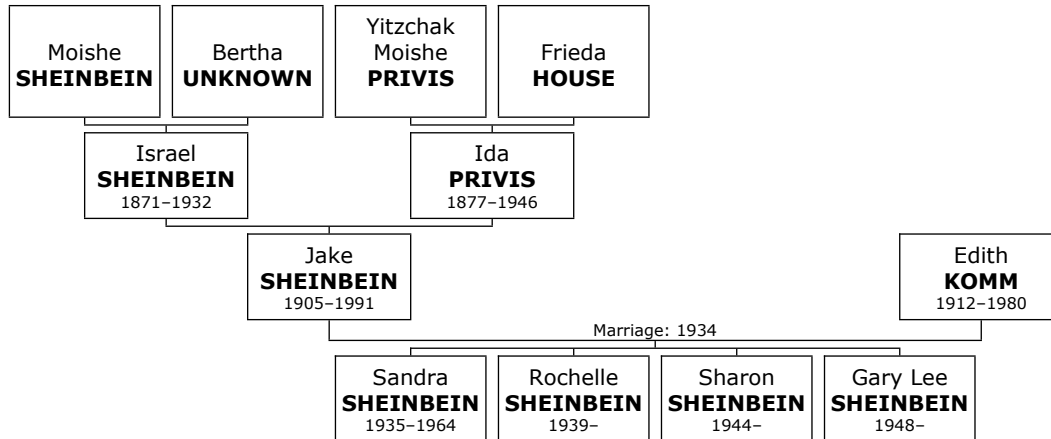 Moishe
SHEINBEIN
Bertha
UNKNOWN
Yitzchak
Moishe
PRIVIS
Frieda
HOUSE
Israel
SHEINBEIN
1871–1932
Ida
PRIVIS
1877–1946
Jake
SHEINBEIN
1905–1991
Edith
KOMM
1912–1980
Marriage: 1934
Sandra
SHEINBEIN
1935–1964
Rochelle
SHEINBEIN
1939–
Sharon
SHEINBEIN
1944–
Gary Lee
SHEINBEIN
1948–